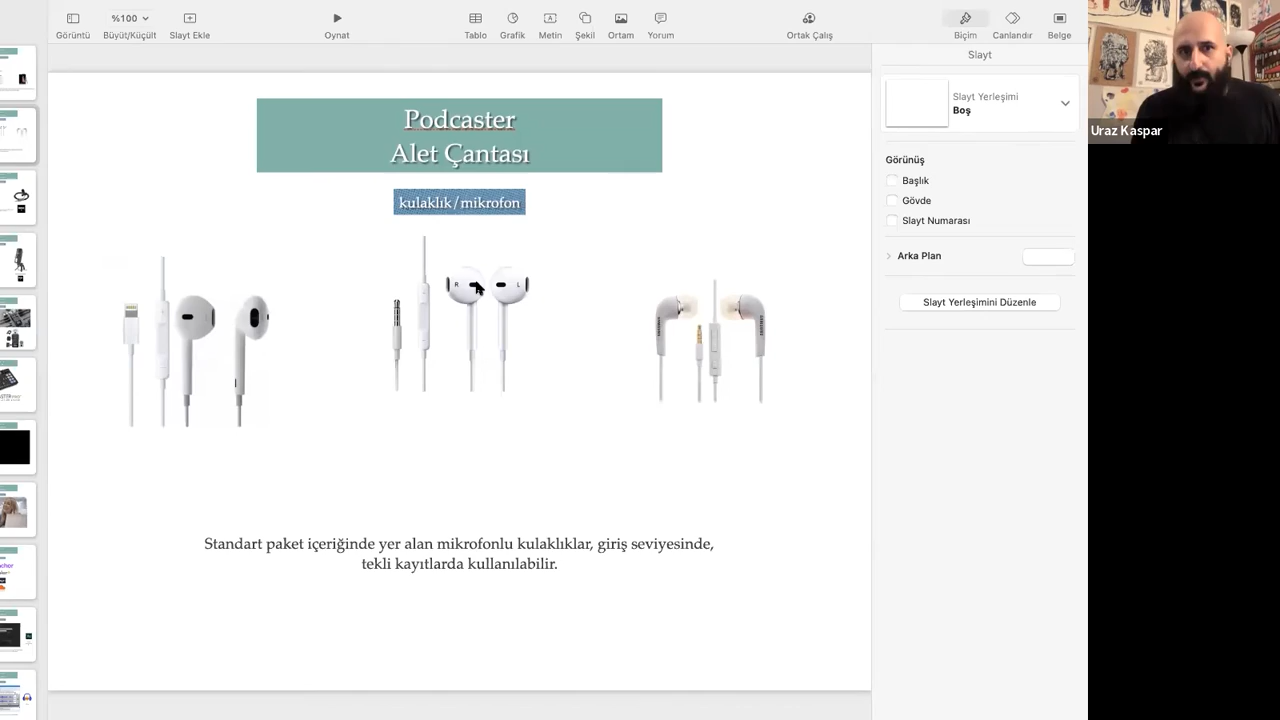 %100
Görüntü
Büyüt/Küçült
Slayt Ekle
Oynat
Tablo
Grafik
Metin
Şekil
Ortam
Yorum
Ortak Çalış
Biçim
Canlandır
Belge
Slayt
Slayt Yerleşimi
Boş
Görünüş
Başlık
Gövde
Slayt Numarası
Arka Plan
Slayt Yerleşimini Düzenle
Uraz Kaspar
Podcaster
Alet Çantası
kulaklık/mikrofon
R
L
SAMSUNG
Standart paket içeriğinde yer alan mikrofonlu kulaklıklar, giriş seviyesinde,
tekli kayıtlarda kullanılabilir.